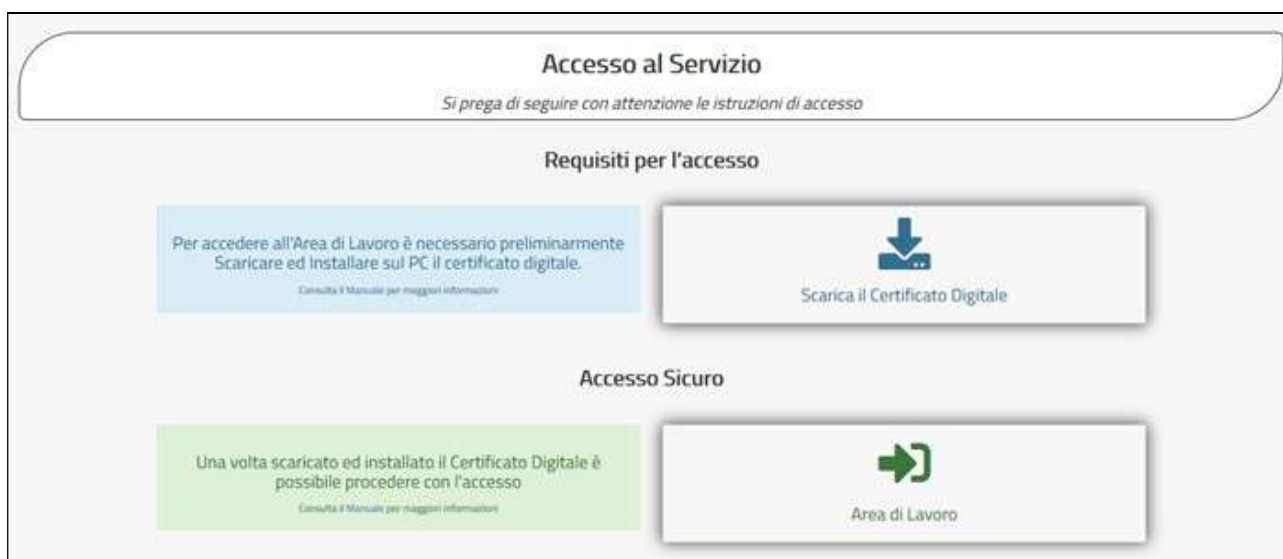 Accesso al Servizio
Si prega di seguire con attenzione le istruzioni di accesso
Requisiti per l'accesso
Per accedere all'Area di Lavoro è necessario preliminarmente
Scaricare ed Installare sul PC il certificato digitale.
Consulta il Manuale per maggiori informazioni
Scarica il Certificato Digitale
Accesso Sicuro
Una volta scaricato ed installato il Certificato Digitale è
possibile procedere con l'accesso
Consulta il Manuale per maggiori informazioni
Area di Lavoro